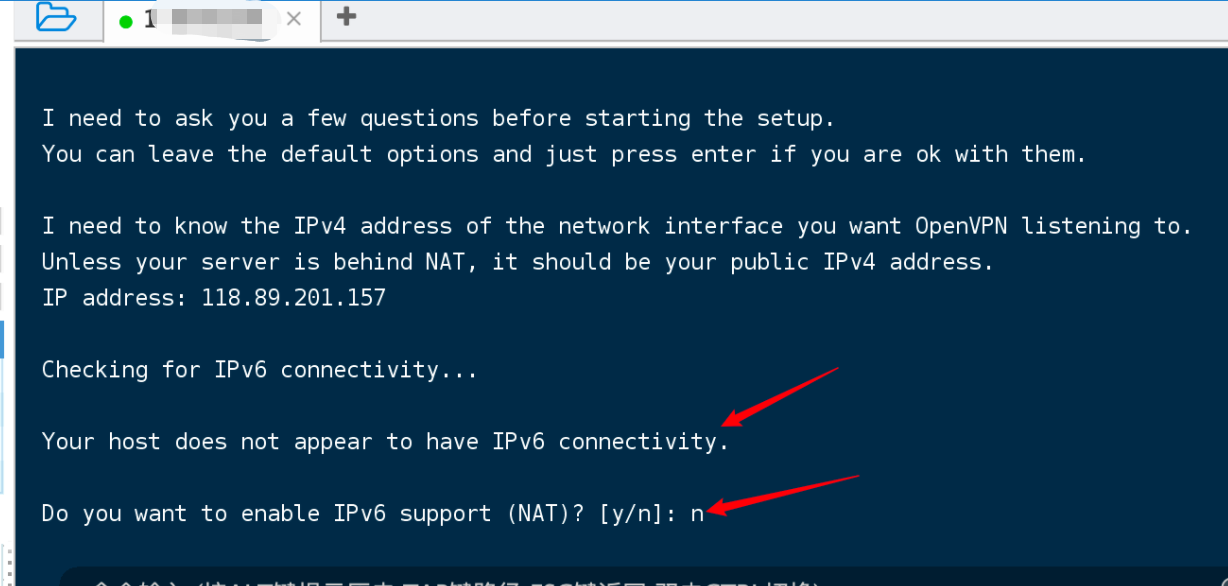 1
I need to ask you a few questions before starting the setup.
You can leave the default options and just press enter if you are ok with them.
I need to know the IPv4 address of the network interface you want OpenVPN listening to.
Unless your server is behind NAT, it should be your public IPv4 address.
IP address: 118.89.201.157
Checking for IPv6 connectivity...
Your host does not appear to have IPv6 connectivity.
Do you want to enable IPv6 support (NAT)? [y/n]: n